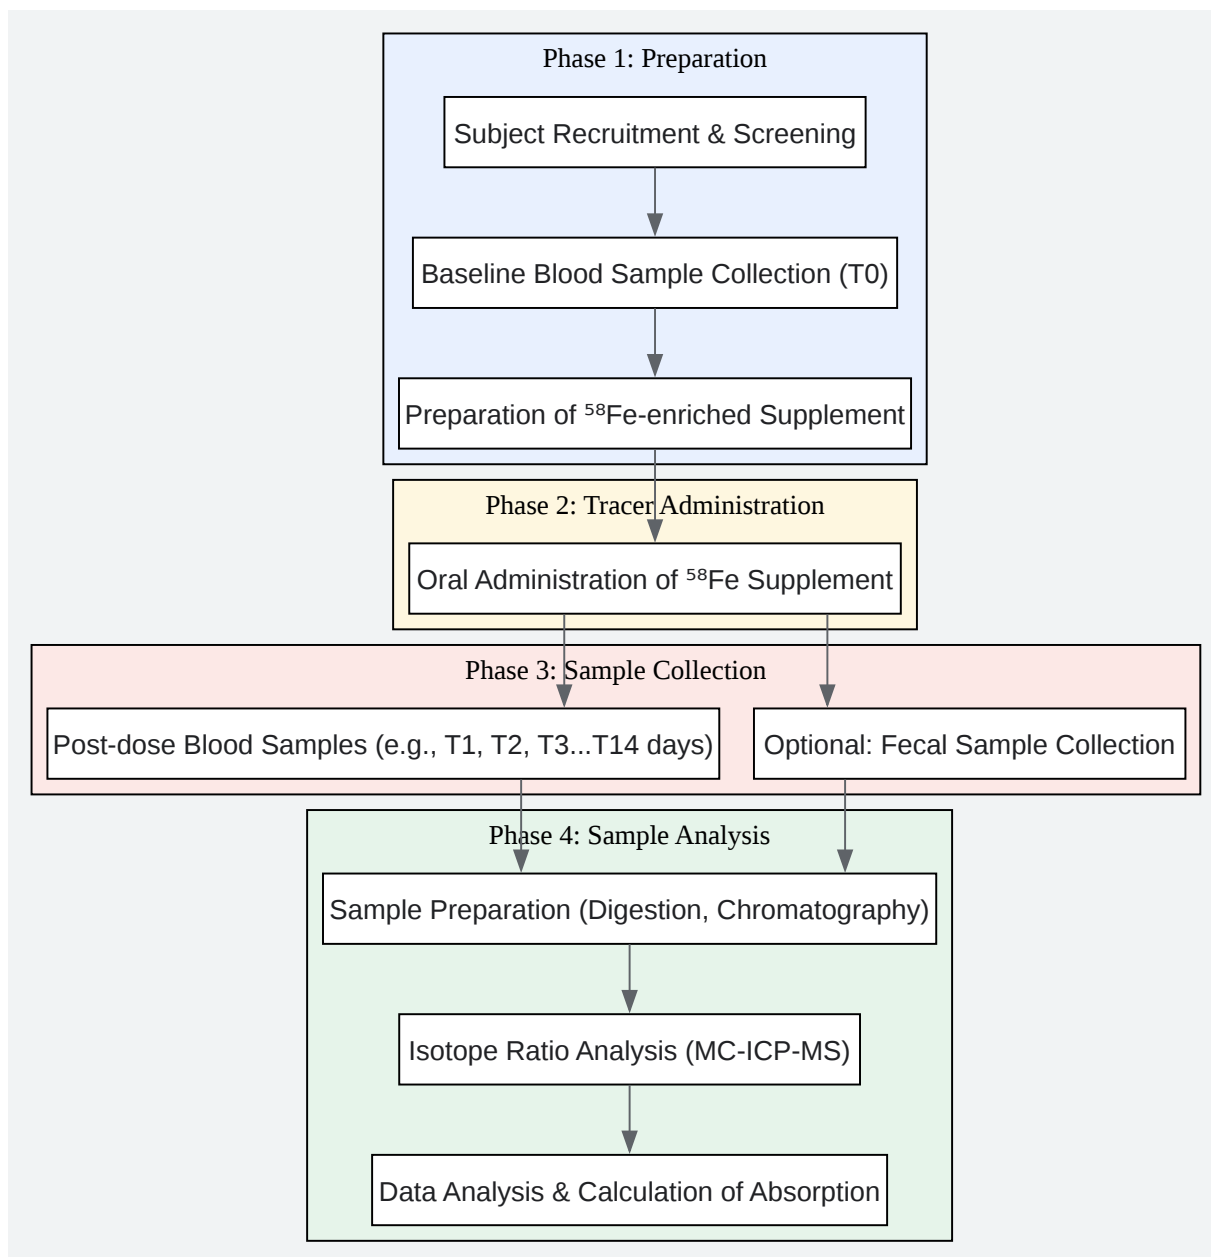 Phase 1: Preparation
Subject Recruitment & Screening
Baseline Blood Sample Collection (T0)
Preparation of ⁵⁸Fe-enriched Supplement
Phase 2: Tracer Administration
Oral Administration of ⁵⁸Fe Supplement
Phase 3: Sample Collection
Post-dose Blood Samples (e.g., T1, T2, T3...T14 days)
Optional: Fecal Sample Collection
Phase 4: Sample Analysis
Sample Preparation (Digestion, Chromatography)
Isotope Ratio Analysis (MC-ICP-MS)
Data Analysis & Calculation of Absorption